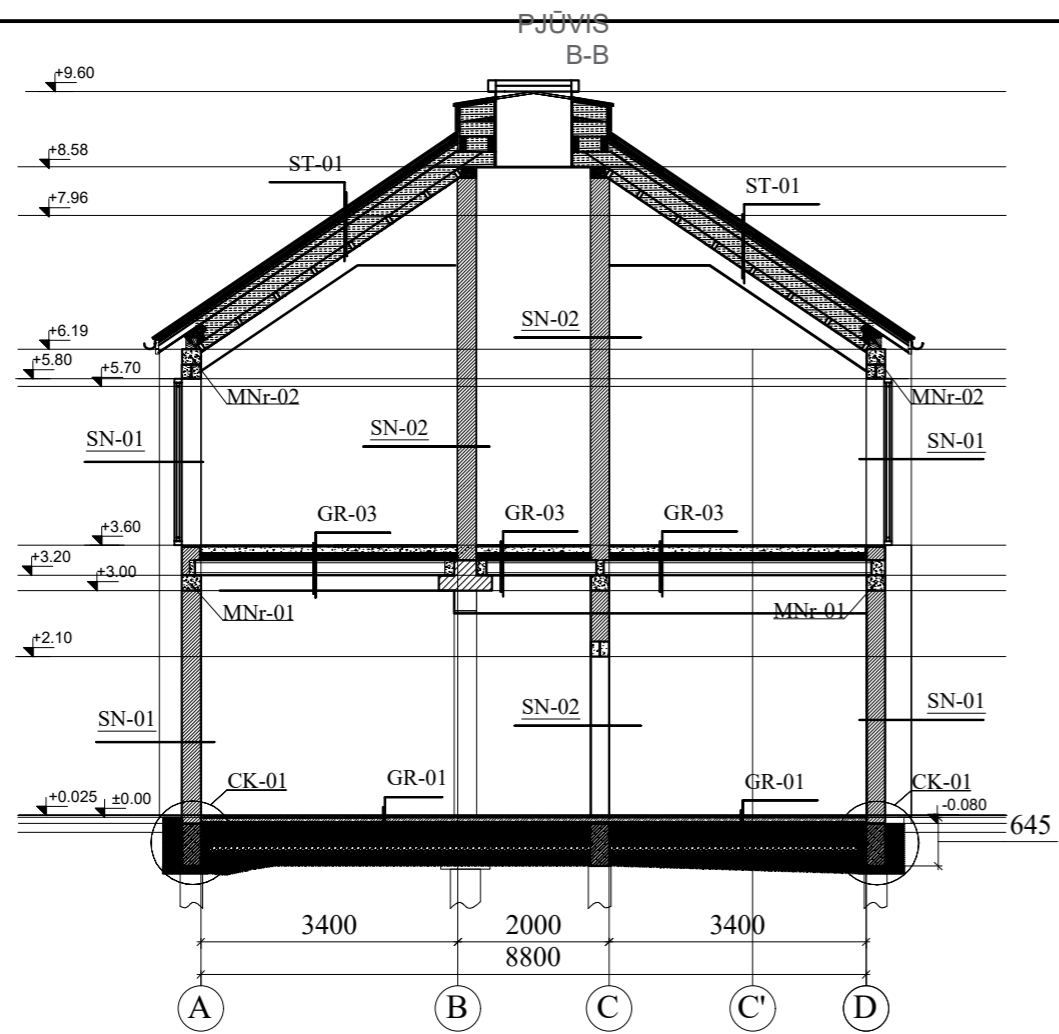 PJŪVIS
B-B
+9.60
+8.58
ST-01
ST-01
+7.96
SN-02
+6.19
+5.80
+5.70
MNr-02
MNr-02
SN-02
SN-01
SN-01
GR-03
GR-03
GR-03
+3.60
+3.20
+3.00
MNr-01
MNr-01
+2.10
SN-01
SN-02
SN-01
CK-01
GR-01
GR-01
CK-01
+0.025
±0.00
-0.080
645
3400
2000
3400
8800
A
B
C
C'
D